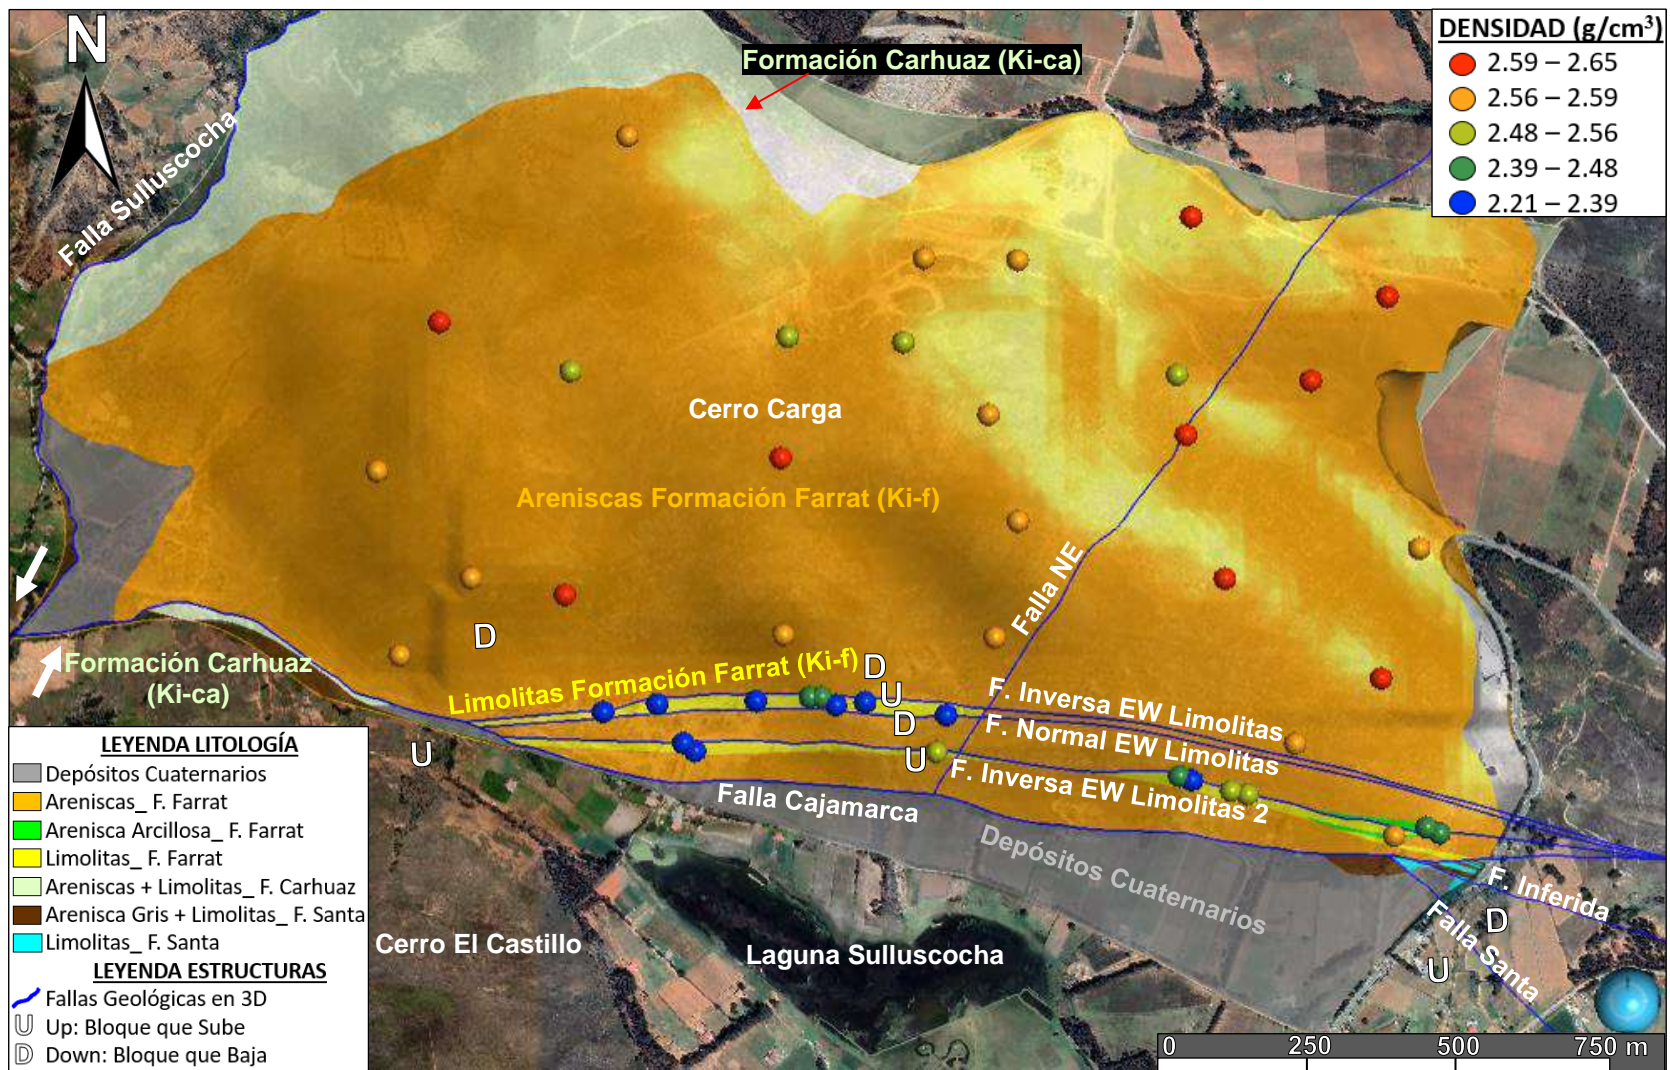 N
Formación Carhuaz (Ki-ca)
DENSIDAD (g/cm³)
2.59 – 2.65
2.56 – 2.59
2.48 – 2.56
2.39 – 2.48
2.21 – 2.39
Falla Sulluscocha
Cerro Carga
Areniscas Formación Farrat (Ki-f)
Falla NE
D
Formación Carhuaz
(Ki-ca)
Limolitas Formación Farrat (Ki-f)
D
U
D
U
U
F. Inversa EW Limolitas
F. Normal EW Limolitas
F. Inversa EW Limolitas 2
Falla Cajamarca
Depósitos Cuaternarios
F. Inferida
D
Falla Santa
U
Cerro El Castillo
Laguna Sulluscocha
LEYENDA LITOLOGÍA
Depósitos Cuaternarios
Areniscas_ F. Farrat
Arenisca Arcillosa_ F. Farrat
Limolitas_ F. Farrat
Areniscas + Limolitas_ F. Carhuaz
Arenisca Gris + Limolitas_ F. Santa
Limolitas_ F. Santa
LEYENDA ESTRUCTURAS
Fallas Geológicas en 3D
U Up: Bloque que Sube
D Down: Bloque que Baja
0 250 500 750 m